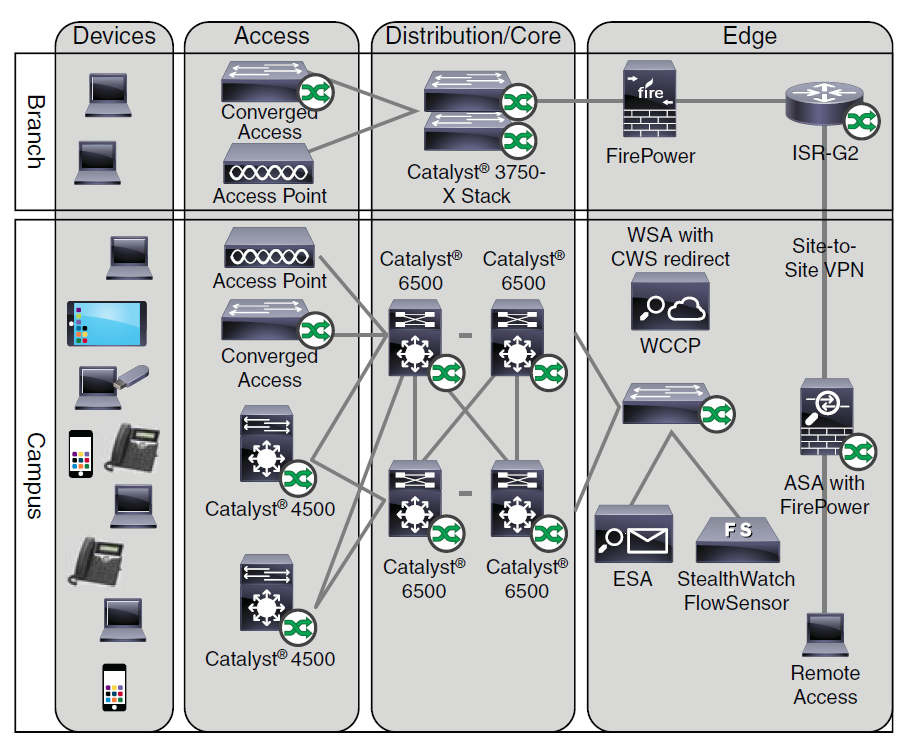 Devices
Access
Distribution/Core
Edge
Branch
Converged
Access
Access Point
Catalyst® 3750-
X Stack
fire
FirePower
ISR-G2
Campus
Access Point
Converged
Access
Catalyst® 4500
Catalyst® 4500
Catalyst®
6500
Catalyst®
6500
Catalyst®
6500
Catalyst®
6500
WSA with
CWS redirect
WCCP
Site-to-
Site VPN
ASA with
FirePower
ESA
FS
StealthWatch
FlowSensor
Remote
Access